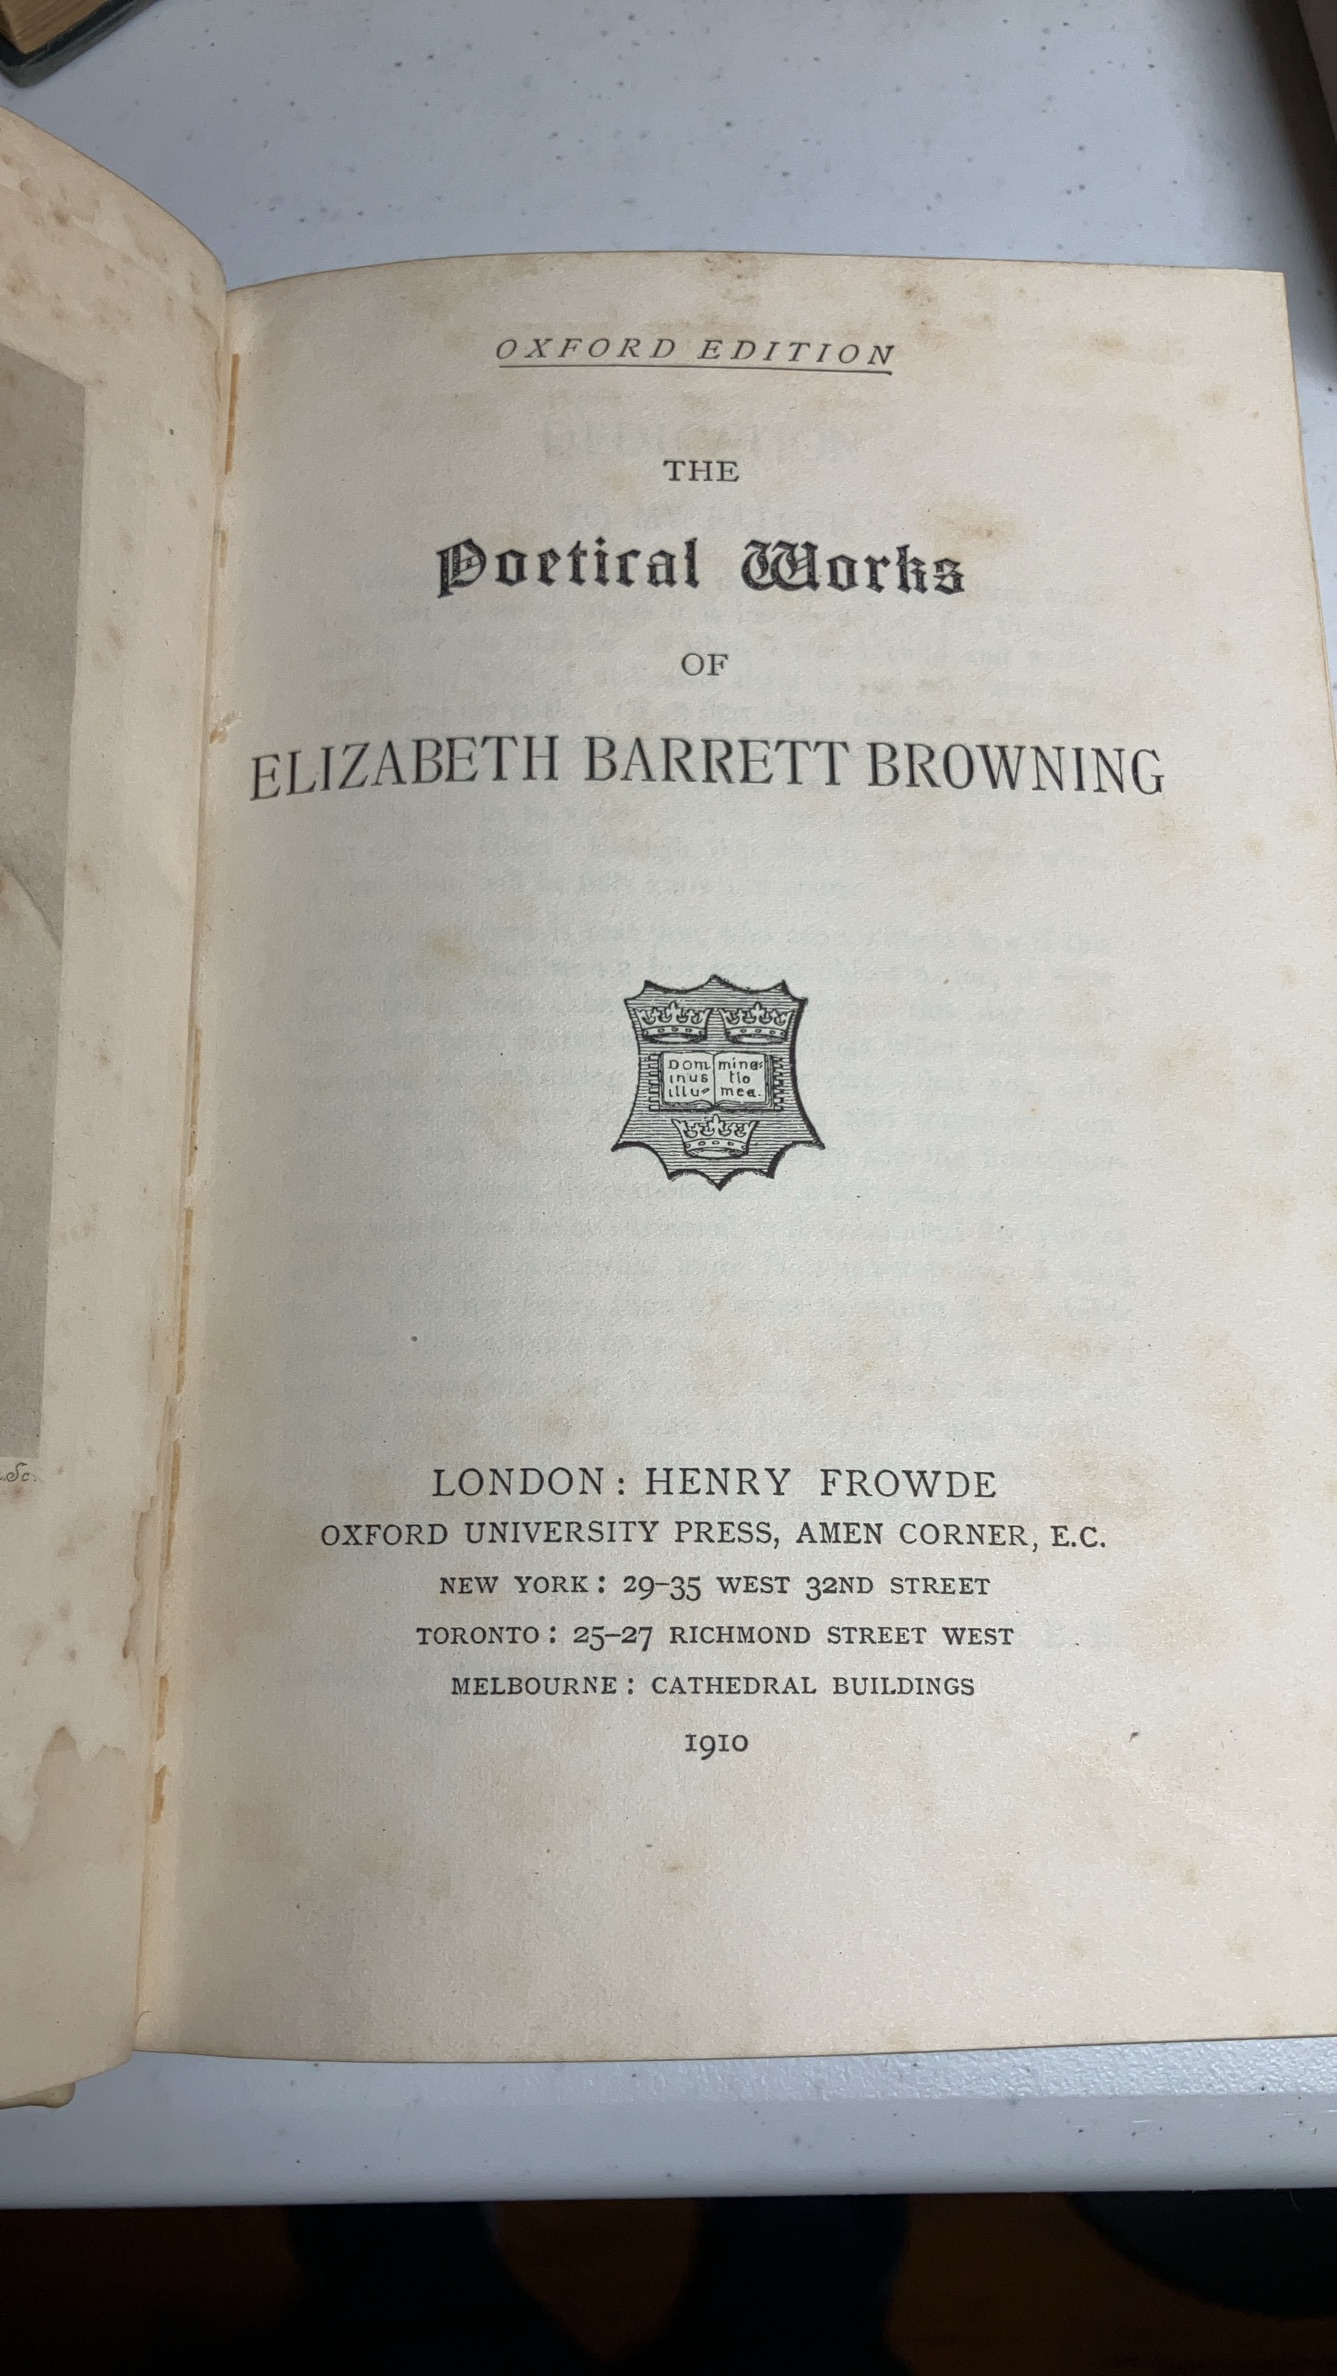 OXFORD EDITION
THE
Poetical Works
OF
ELIZABETH BARRETT BROWNING
Dom mina=
inus tio
illu= mea.
LONDON: HENRY FROWDE
OXFORD UNIVERSITY PRESS, AMEN CORNER, E.C.
NEW YORK: 29–35 WEST 32ND STREET
TORONTO: 25–27 RICHMOND STREET WEST
MELBOURNE: CATHEDRAL BUILDINGS
1910
Sc.